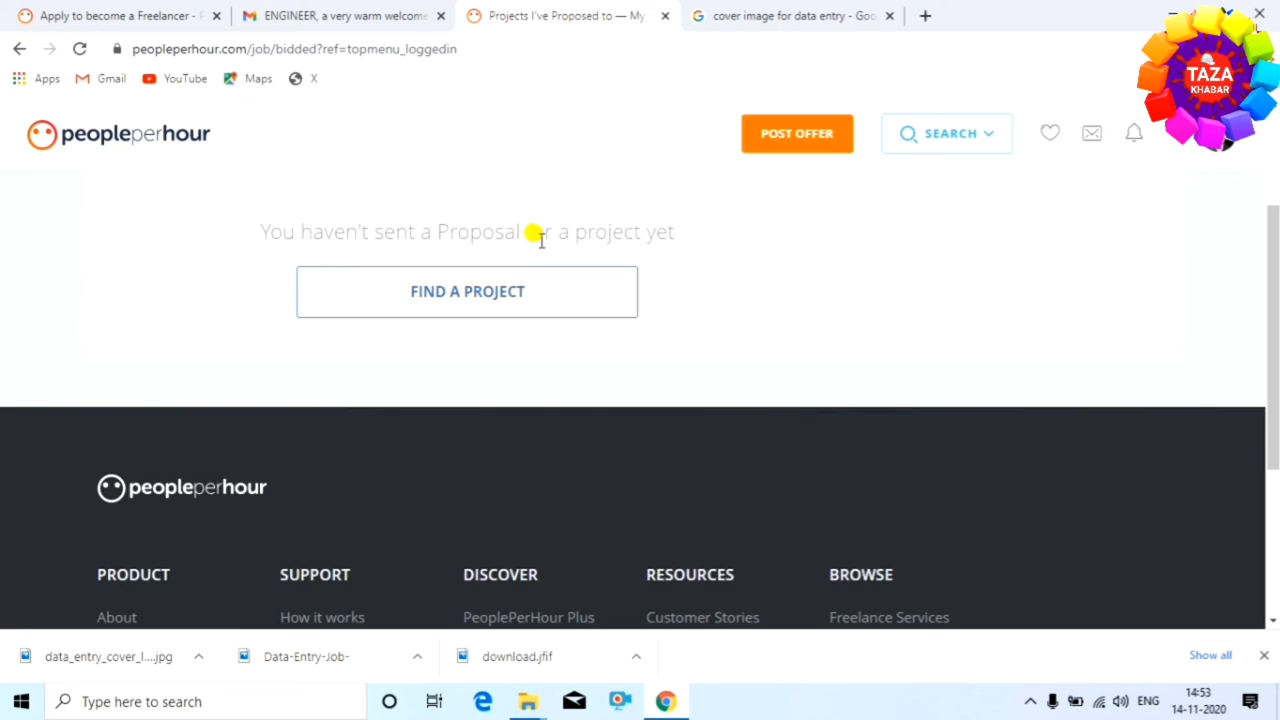 Apply to become a Freelancer - P
ENGINEER, a very warm welcome
Projects I've Proposed to — My
cover image for data entry - Goo
peopleperhour.com/job/bidded?ref=topmenu_loggedin
Apps
Gmail
YouTube
Maps
X
TAZA
KHABAR
peopleperhour
POST OFFER
SEARCH
You haven't sent a Proposal for a project yet
FIND A PROJECT
peopleperhour
PRODUCT
SUPPORT
DISCOVER
RESOURCES
BROWSE
About
How it works
PeoplePerHour Plus
Customer Stories
Freelance Services
data_entry_cover_l....jpg
Data-Entry-Job-
download.jfif
Show all
Type here to search
ENG
14:53
14-11-2020